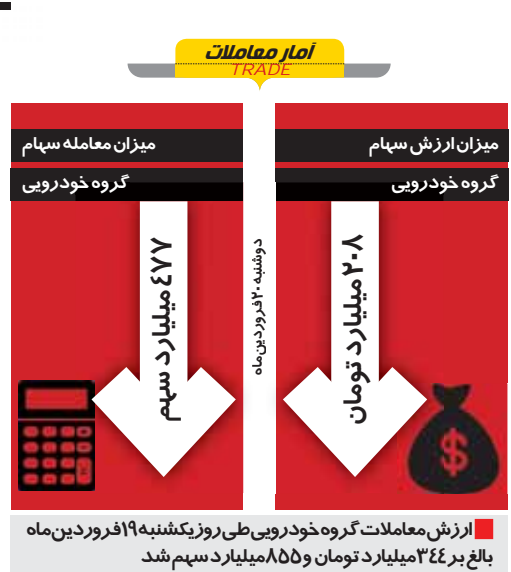 آمار معاملات
TRADE
میزان ارزش سهام
گروه خودرویی
۲۰۸ میلیارد تومان
دوشنبه ۲۰ فروردین‌ماه
میزان معامله سهام
گروه خودرویی
۴۷۷ میلیارد سهم
$
ارزش معاملات گروه خودرویی طی روز یکشنبه ۱۹ فروردین ماه
بالغ بر ۳۴۴ میلیارد تومان و ۸۵۵ میلیارد سهم شد